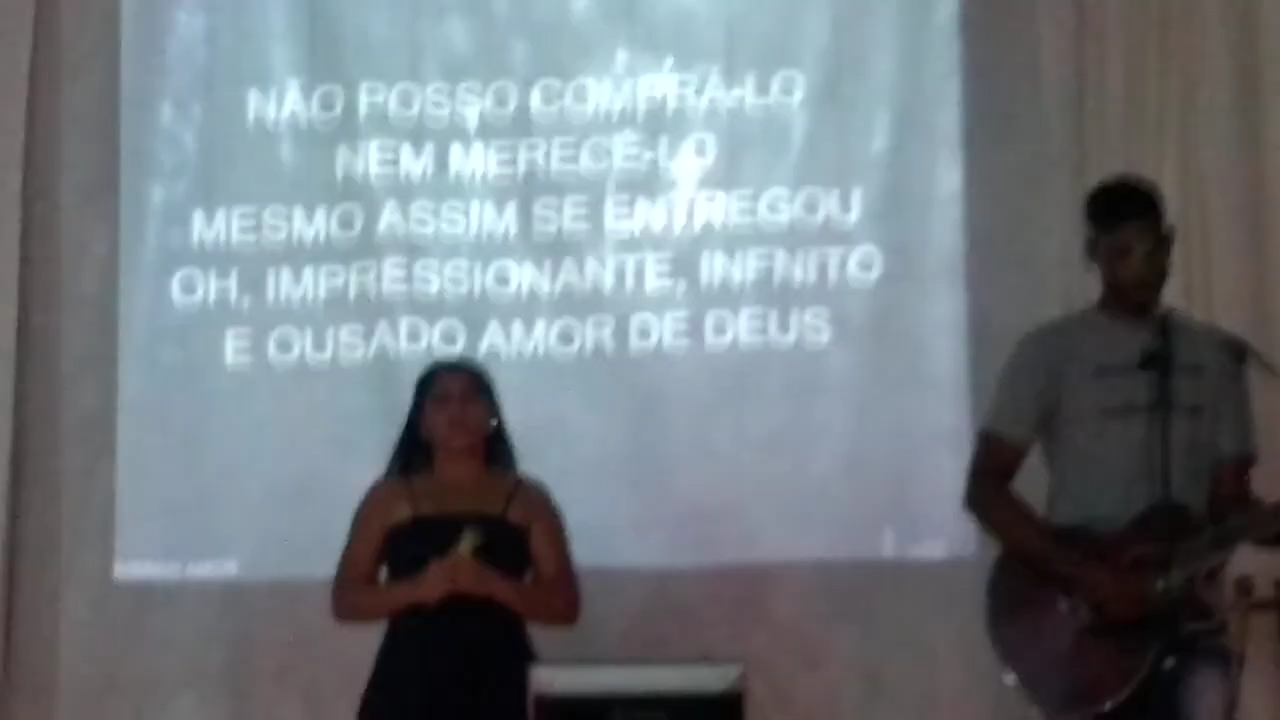 NÃO POSSO COMPRÁ-LO
NEM MERECÊ-LO
MESMO ASSIM SE ENTREGOU
OH, IMPRESSIONANTE, INFNITO
E OUSADO AMOR DE DEUS